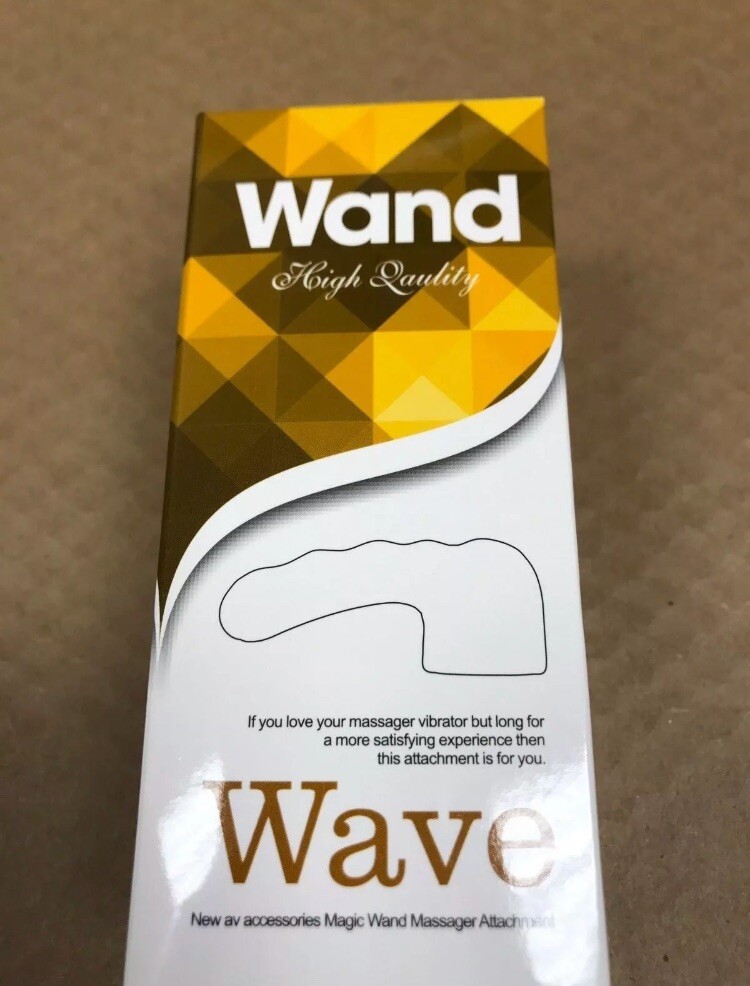 Wand
High Qaulity
If you love your massager vibrator but long for
a more satisfying experience then
this attachment is for you.
Wave
New av accessories Magic Wand Massager Attachment